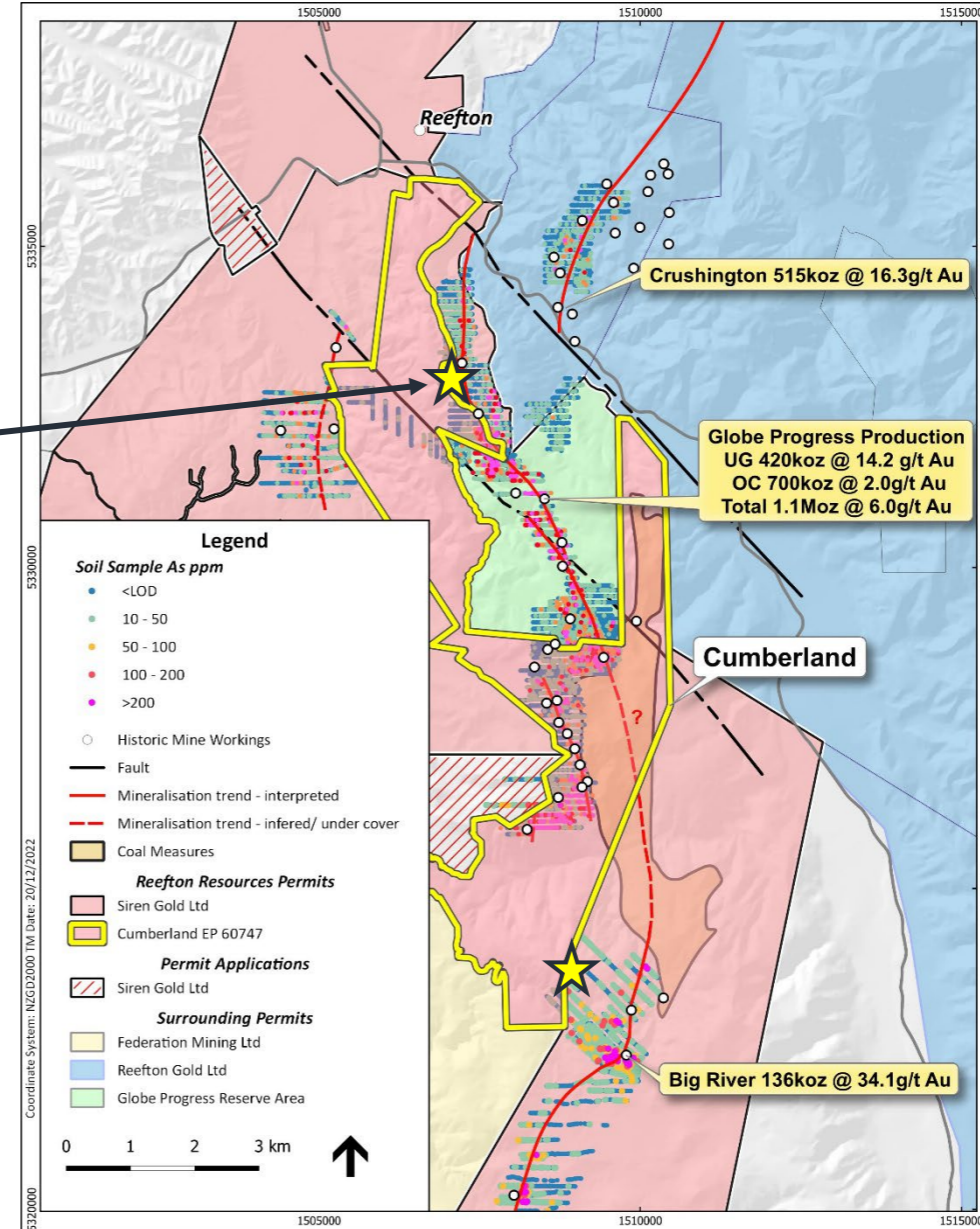 1505000
1510000
1515000
Reefton
5335000
Crushington 515koz @ 16.3g/t Au
Globe Progress Production
UG 420koz @ 14.2 g/t Au
OC 700koz @ 2.0g/t Au
Total 1.1Moz @ 6.0g/t Au
5330000
Cumberland
?
Legend
Soil Sample As ppm
<LOD
10 - 50
50 - 100
100 - 200
>200
Historic Mine Workings
Fault
Mineralisation trend - interpreted
Mineralisation trend - infered/ under cover
Coal Measures
Reefton Resources Permits
Siren Gold Ltd
Cumberland EP 60747
Permit Applications
Siren Gold Ltd
Surrounding Permits
Federation Mining Ltd
Reefton Gold Ltd
Globe Progress Reserve Area
0 1 2 3 km
Big River 136koz @ 34.1g/t Au
Coordinate System: NZGD2000 TM Date: 20/12/2022
5320000
1505000
1510000
1515000